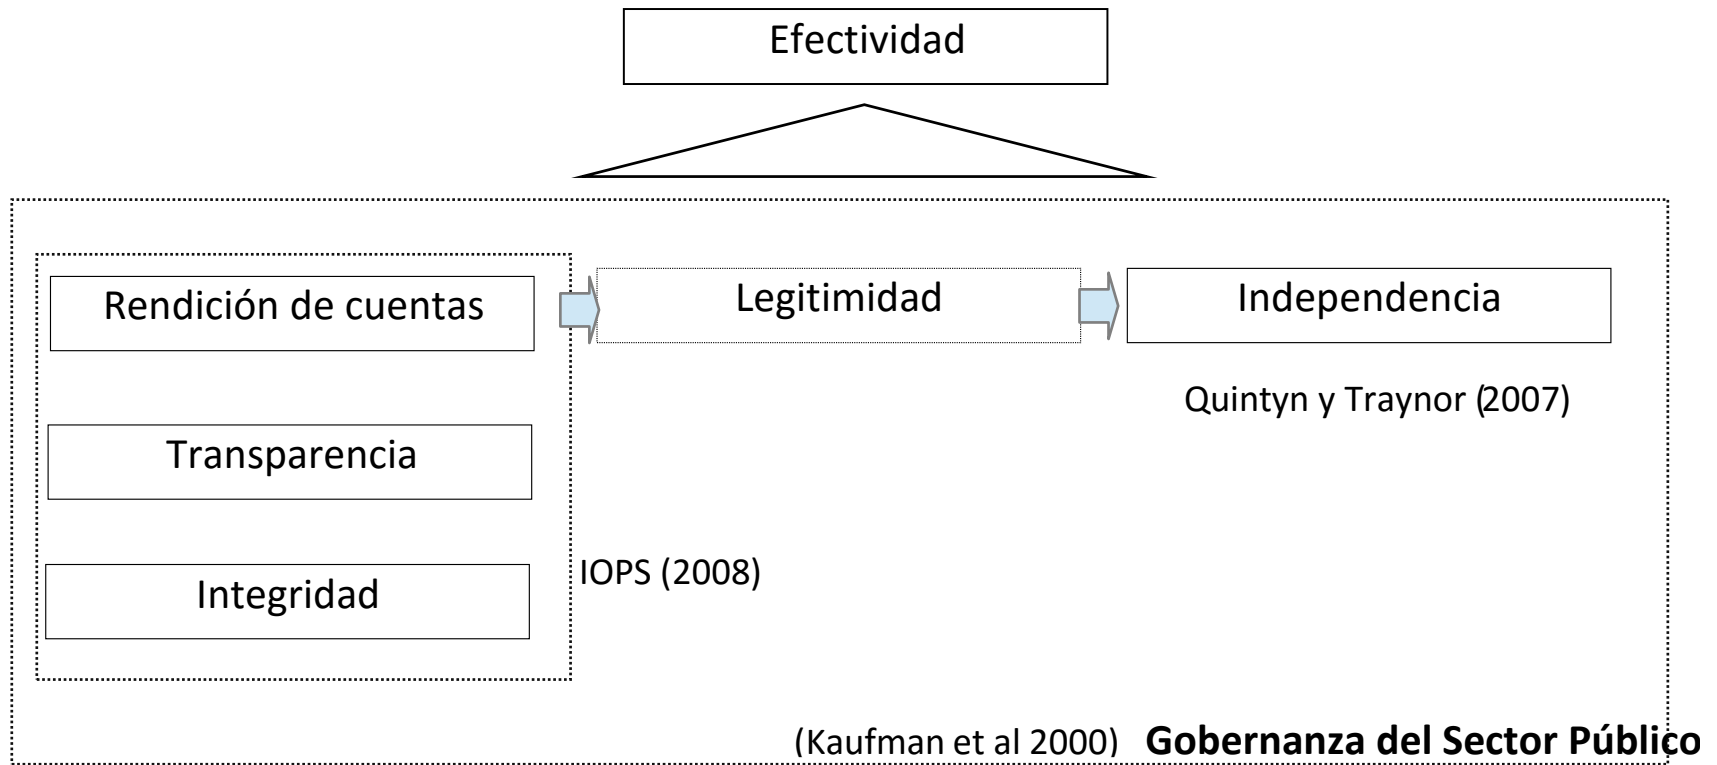 Efectividad
Rendición de cuentas
Legitimidad
Independencia
Quintyn y Traynor (2007)
Transparencia
IOPS (2008)
Integridad
(Kaufman et al 2000) Gobernanza del Sector Público